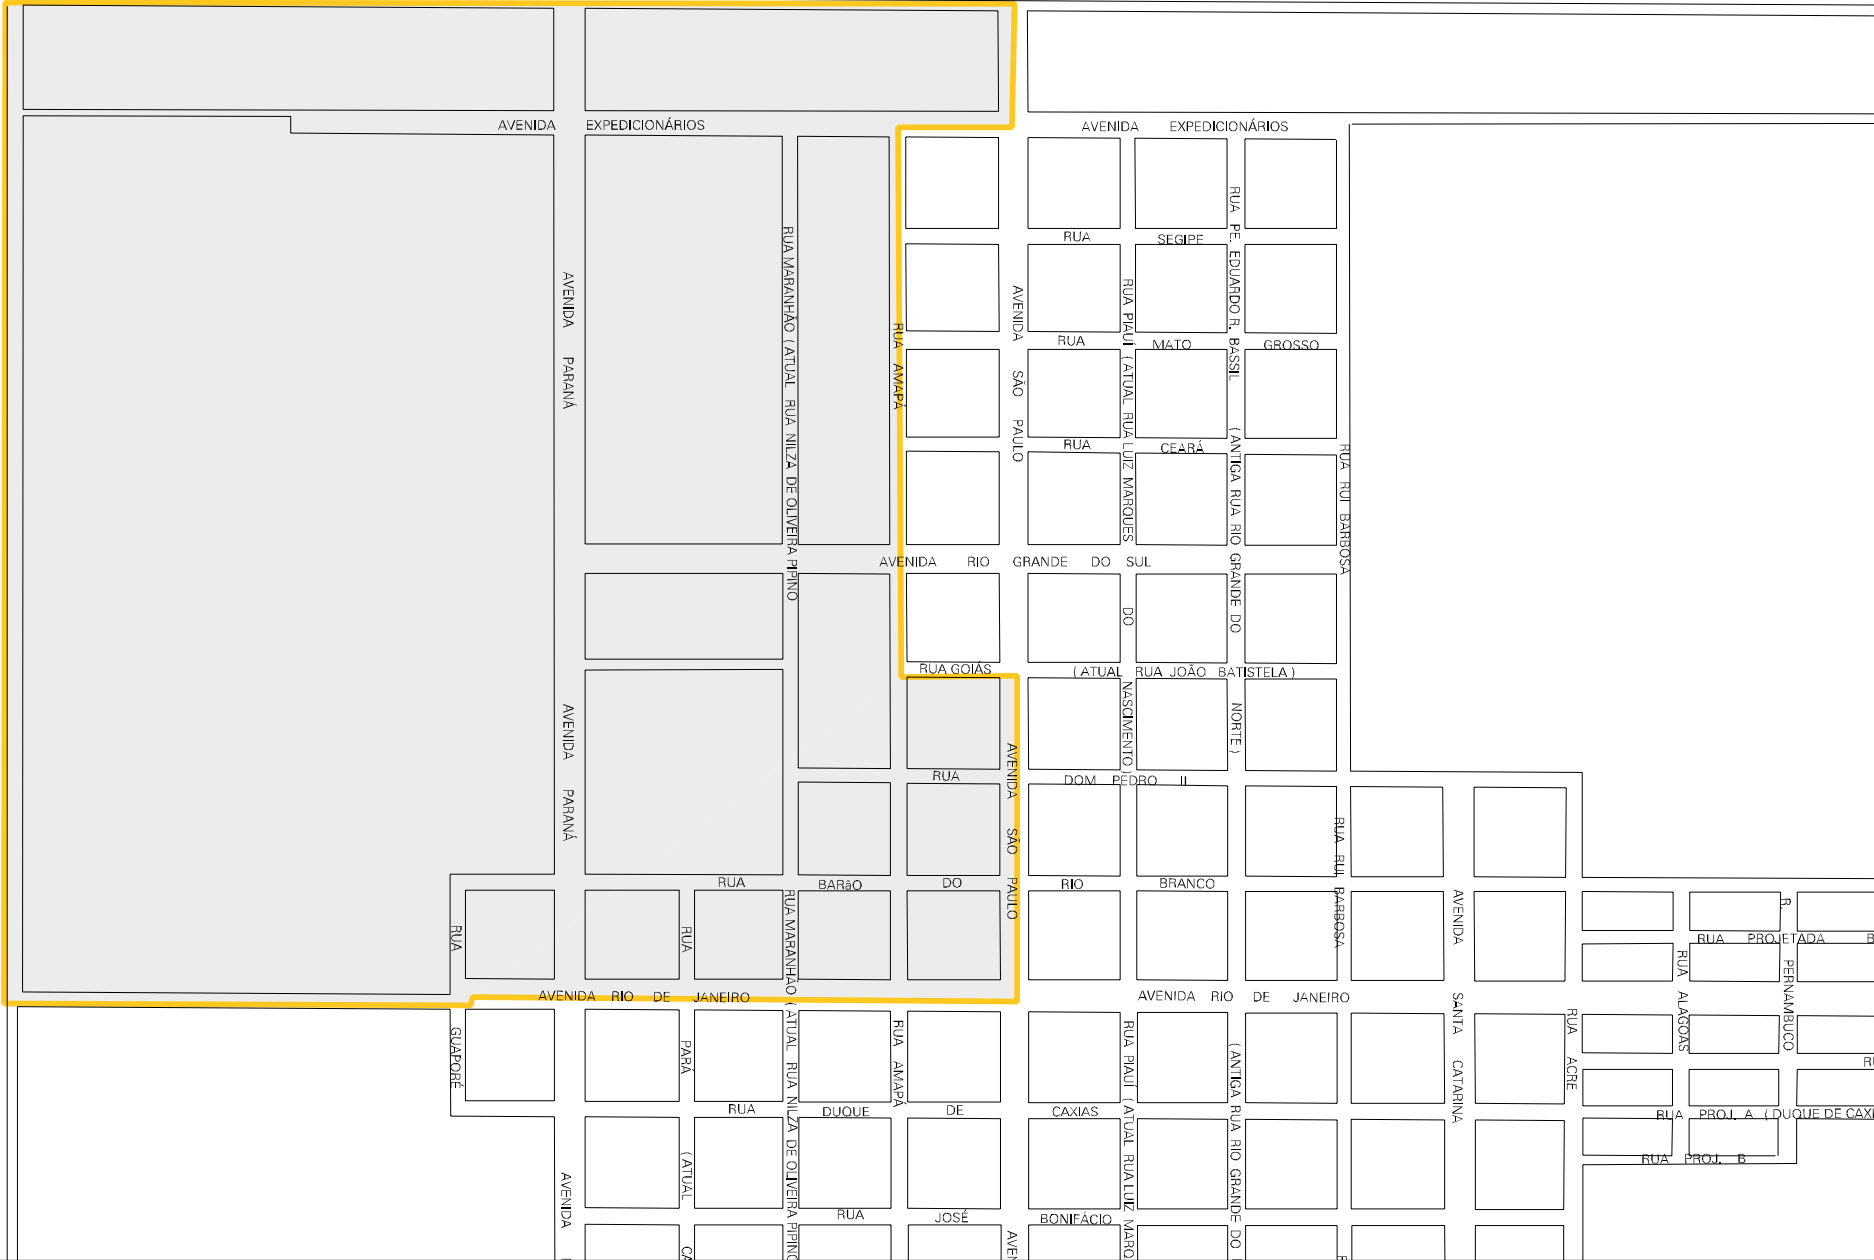 AVENIDA EXPEDICIONÁRIOS
AVENIDA EXPEDICIONÁRIOS
RUA SEGIPE
RUA MATO GROSSO
RUA CEARÁ
AVENIDA RIO GRANDE DO SUL
RUA GOIÁS ( ATUAL RUA JOÃO BATISTELA )
RUA DOM PEDRO II
RUA BARãO DO RIO BRANCO
AVENIDA RIO DE JANEIRO
AVENIDA RIO DE JANEIRO
RUA DUQUE DE CAXIAS
RUA JOSÉ BONIFÁCIO
RUA PROJETADA B
RUA PROJ. A ( DUQUE DE CAXI
RUA PROJ. B
RU
RUA GUAPORÉ
AVENIDA PARANÁ
AVENIDA PARANÁ
AVENIDA
RUA PARÁ ( ATUAL CA
RUA MARANHÃO ( ATUAL RUA NILZA DE OLIVEIRA PIPINO
RUA MARANHÃO ( ATUAL RUA NILZA DE OLIVEIRA PIPINO
RUA AMAPÁ
RUA AMAPÁ
AVENIDA SÃO PAULO
AVENIDA SÃO PAULO
AVEN
RUA PIAUÍ ( ATUAL RUA LUIZ MARQUES DO NASCIMENTO )
RUA PIAUÍ ( ATUAL RUA LUIZ MARQ
RUA PE. EDUARDO R. BASSIL ( ANTIGA RUA RIO GRANDE DO NORTE )
( ANTIGA RUA RIO GRANDE DO
RUA RUI BARBOSA
RUA RUI BARBOSA
AVENIDA SANTA CATARINA
RUA ACRE
RUA ALAGOAS
R. PERNAMBUCO